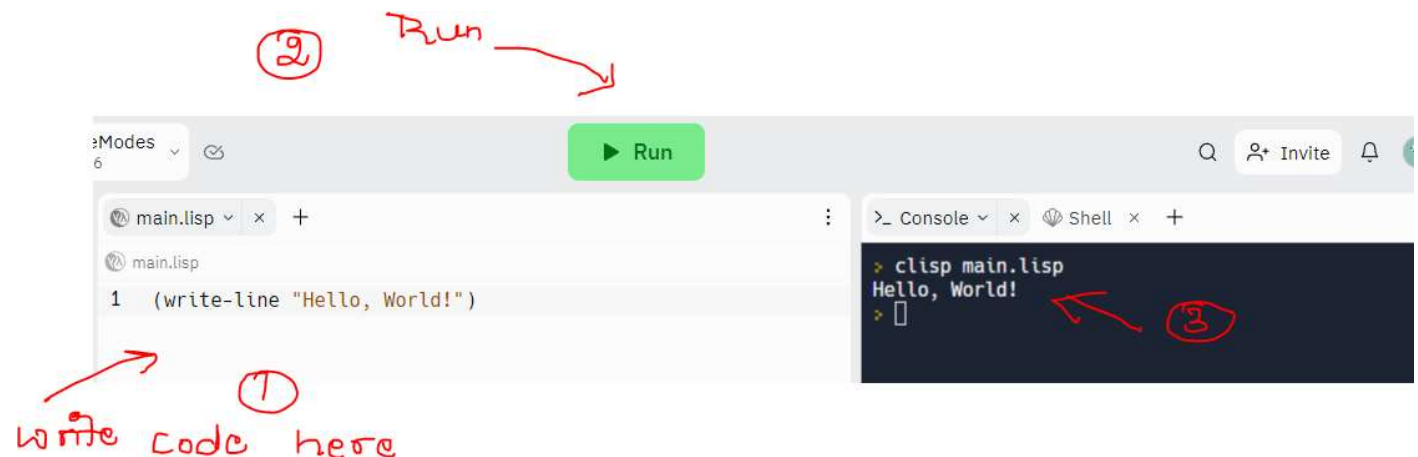 ② Run
eModes
6
Run
Invite
main.lisp
Console
Shell
main.lisp
1 (write-line "Hello, World!")
> clisp main.lisp
Hello, World!
>
③
①
write code here